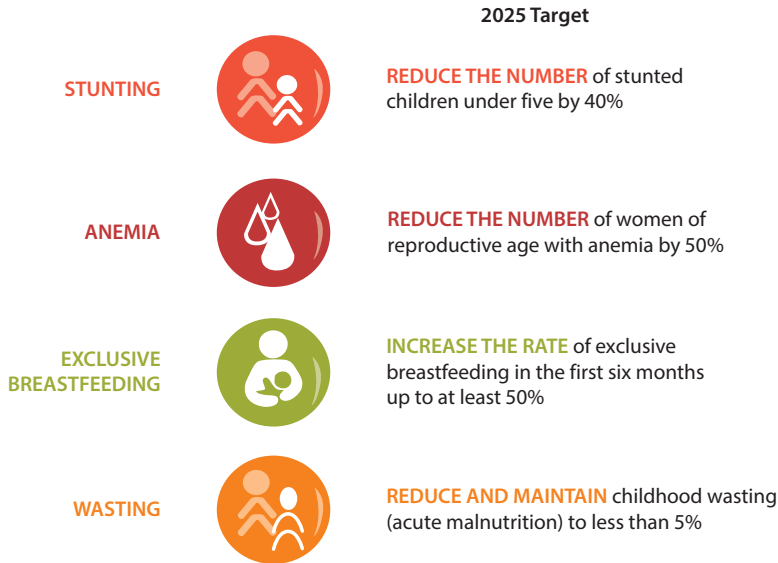 2025 Target
STUNTING
REDUCE THE NUMBER of stunted
children under five by 40%
ANEMIA
REDUCE THE NUMBER of women of
reproductive age with anemia by 50%
EXCLUSIVE
BREASTFEEDING
INCREASE THE RATE of exclusive
breastfeeding in the first six months
up to at least 50%
WASTING
REDUCE AND MAINTAIN childhood wasting
(acute malnutrition) to less than 5%